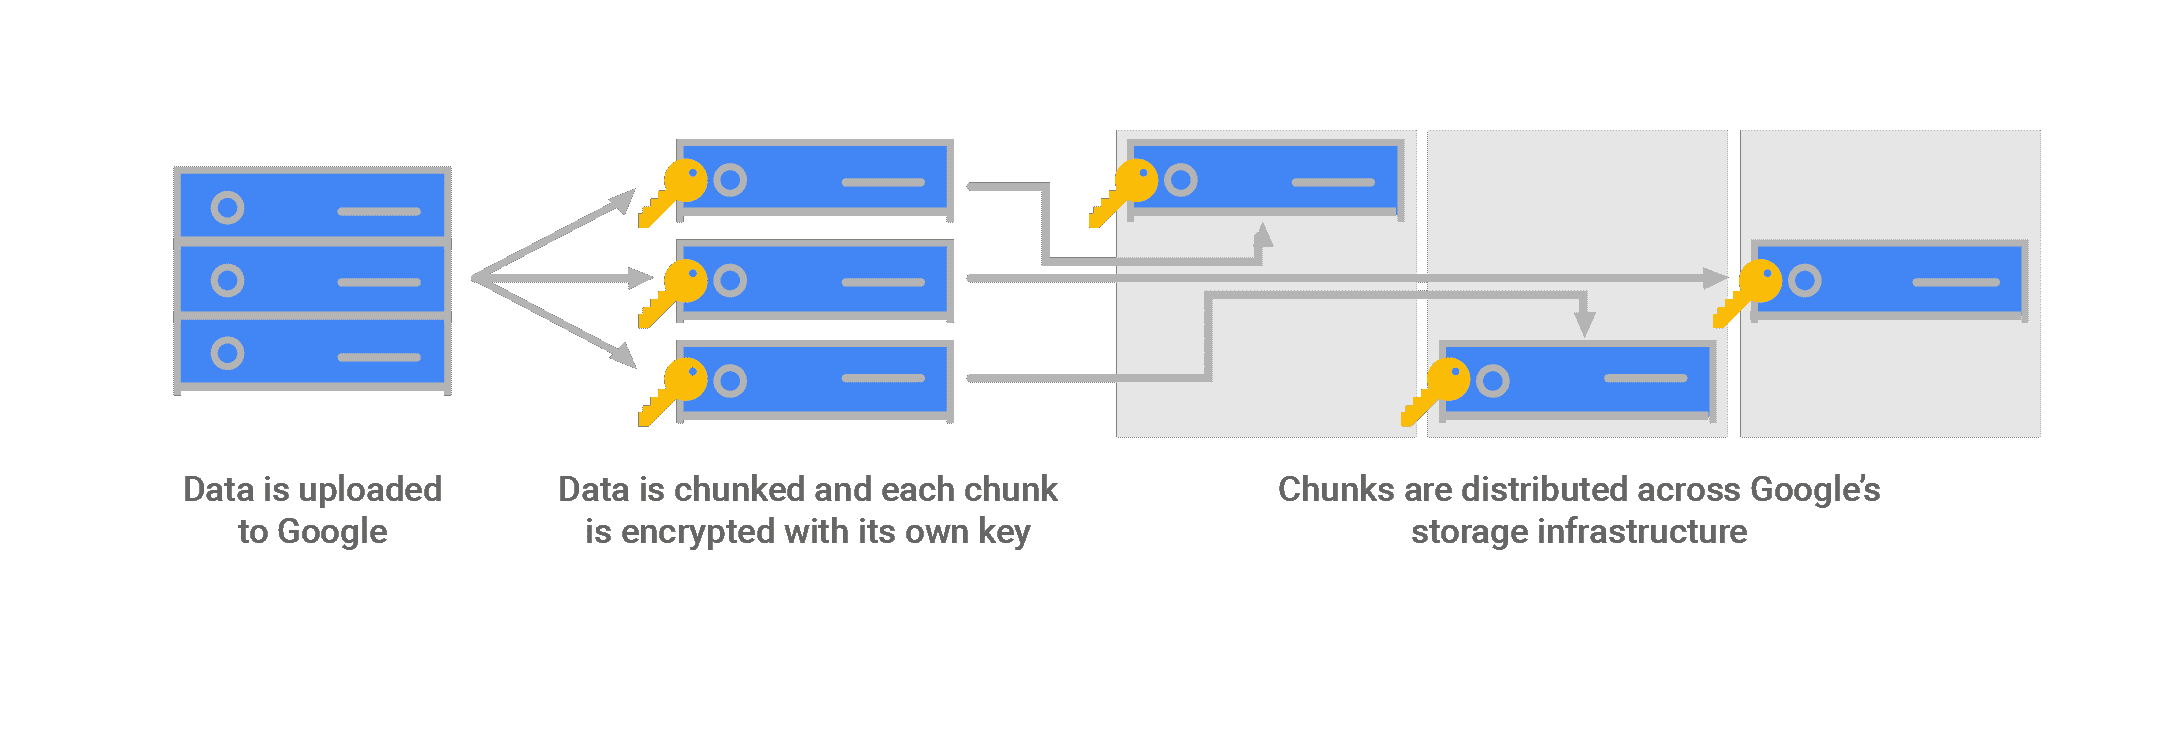 Data is uploaded
to Google
Data is chunked and each chunk
is encrypted with its own key
Chunks are distributed across Google’s
storage infrastructure